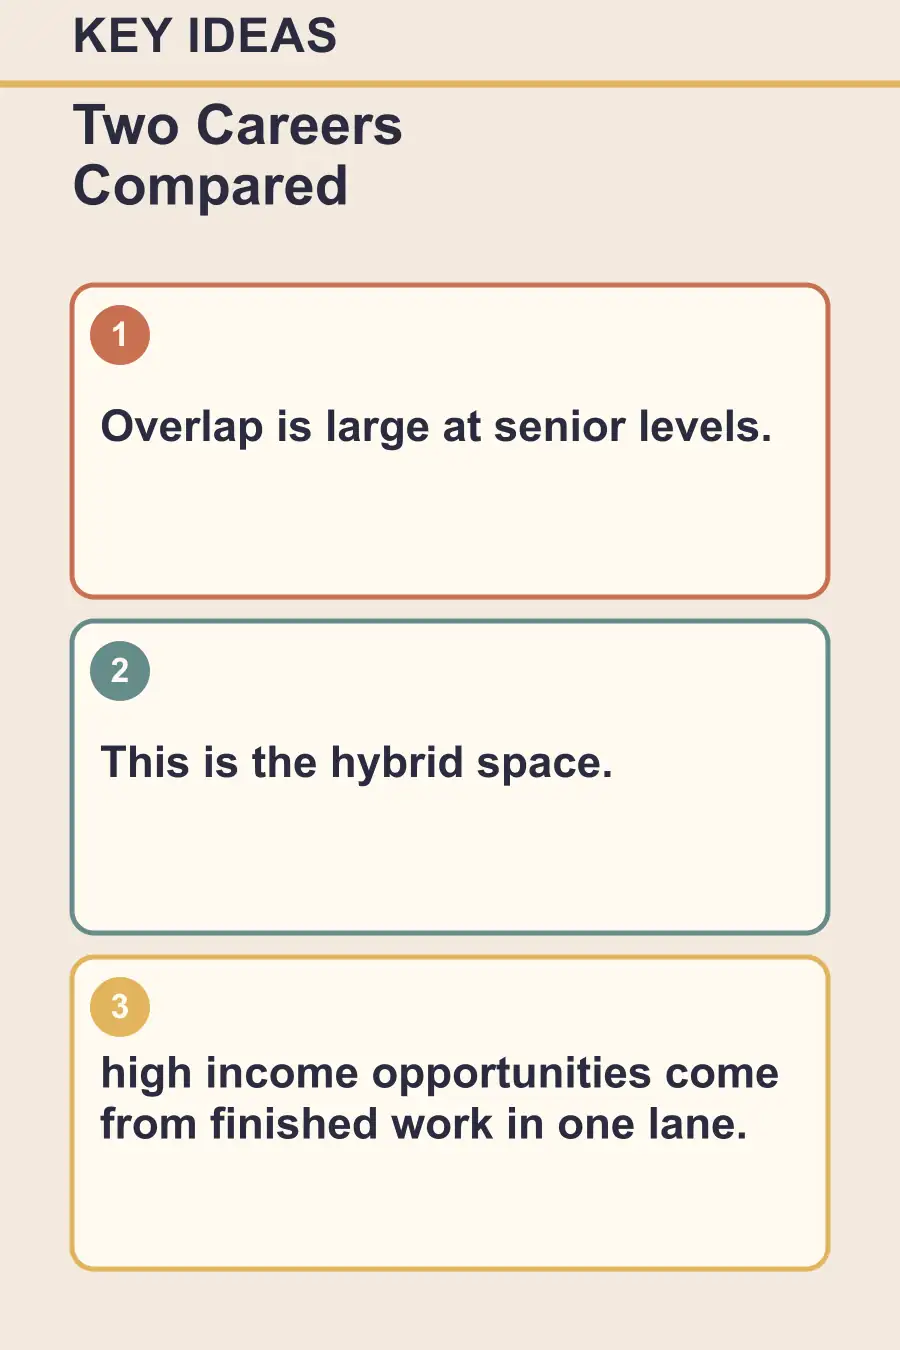 KEY IDEAS
Two Careers
Compared
1
Overlap is large at senior levels.
2
This is the hybrid space.
3
high income opportunities come
from finished work in one lane.